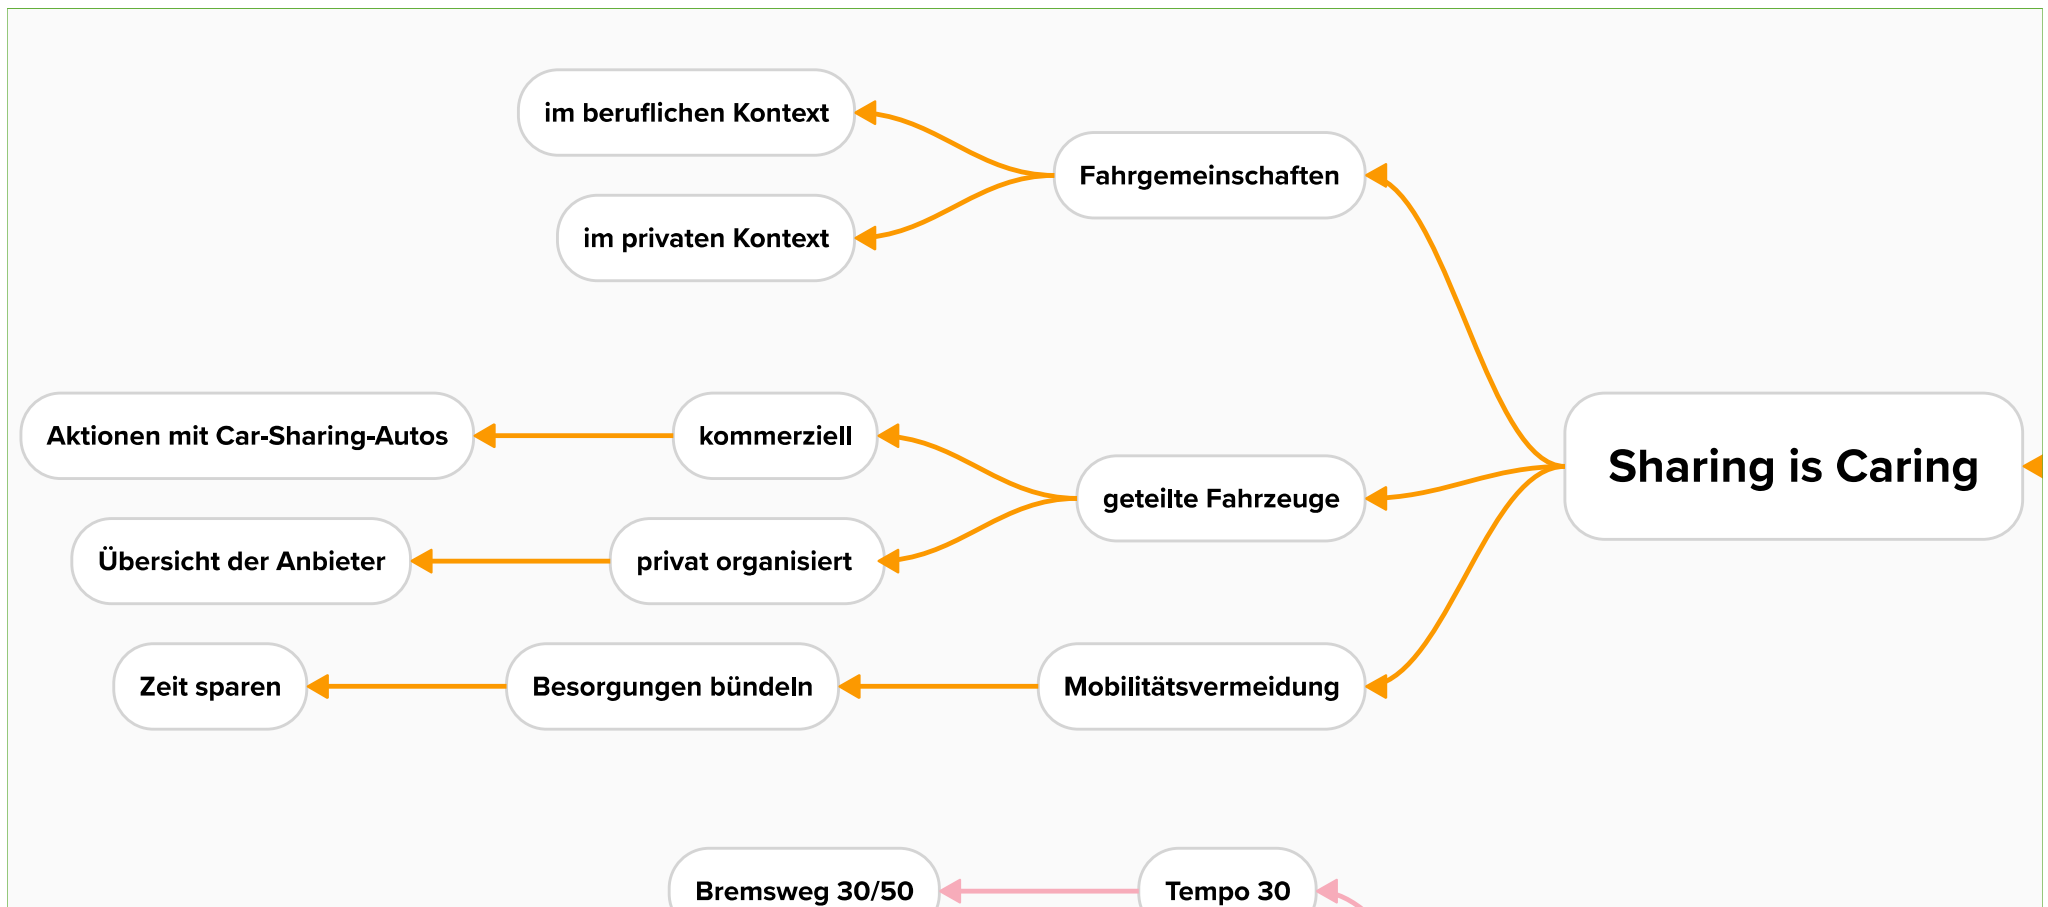 im beruflichen Kontext
Fahrgemeinschaften
im privaten Kontext
Aktionen mit Car-Sharing-Autos
kommerziell
Sharing is Caring
geteilte Fahrzeuge
Übersicht der Anbieter
privat organisiert
Zeit sparen
Besorgungen bündeln
Mobilitätsvermeidung
Bremsweg 30/50
Tempo 30